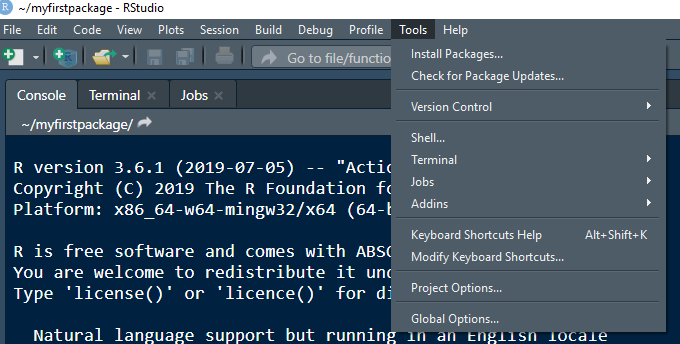 ~/myfirstpackage - RStudio
File Edit Code View Plots Session Build Debug Profile Tools Help
Go to file/function
Install Packages...
Check for Package Updates...
Version Control
Shell...
Terminal
Jobs
Addins
Keyboard Shortcuts Help Alt+Shift+K
Modify Keyboard Shortcuts...
Project Options...
Global Options...
Console Terminal Jobs
~/myfirstpackage/
R version 3.6.1 (2019-07-05) -- "Actio
Copyright (C) 2019 The R Foundation fo
Platform: x86_64-w64-mingw32/x64 (64-b
R is free software and comes with ABSO
You are welcome to redistribute it und
Type 'license()' or 'licence()' for di
Natural language support but running in an English locale